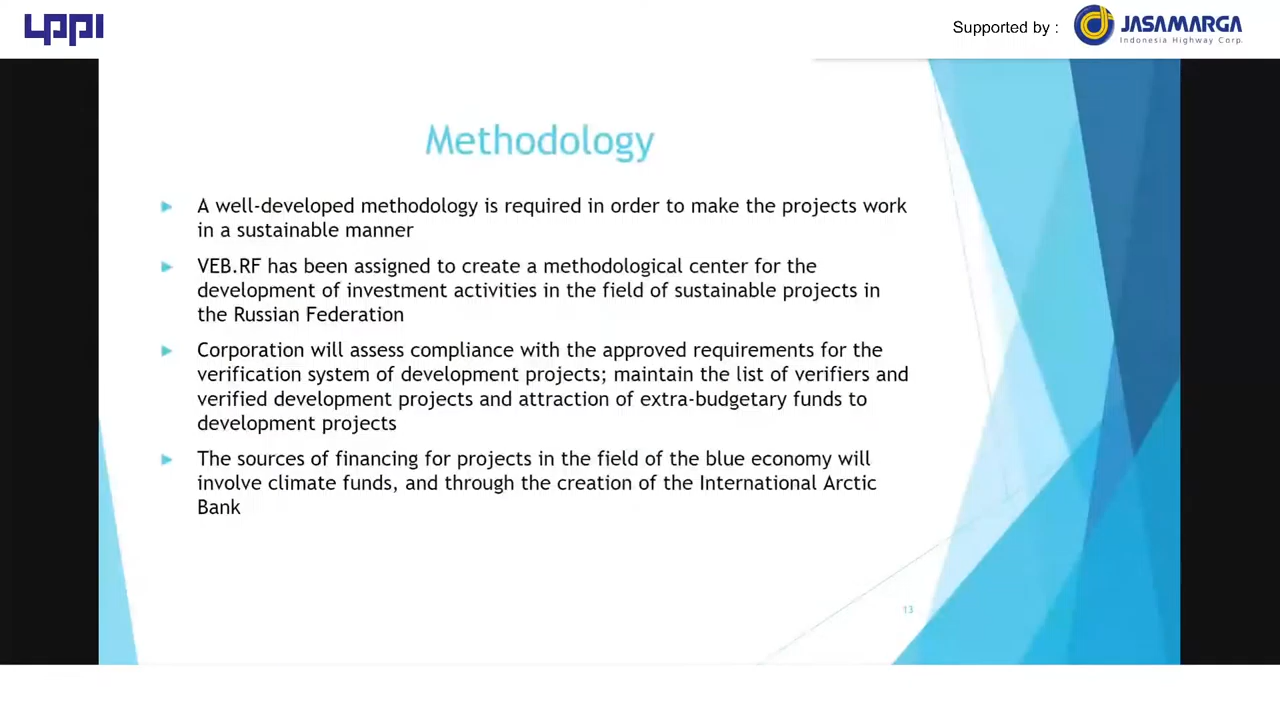 LPPI
Supported by :
JASAMARGA
Indonesia Highway Corp.
Methodology
A well-developed methodology is required in order to make the projects work
in a sustainable manner
VEB.RF has been assigned to create a methodological center for the
development of investment activities in the field of sustainable projects in
the Russian Federation
Corporation will assess compliance with the approved requirements for the
verification system of development projects; maintain the list of verifiers and
verified development projects and attraction of extra-budgetary funds to
development projects
The sources of financing for projects in the field of the blue economy will
involve climate funds, and through the creation of the International Arctic
Bank
13